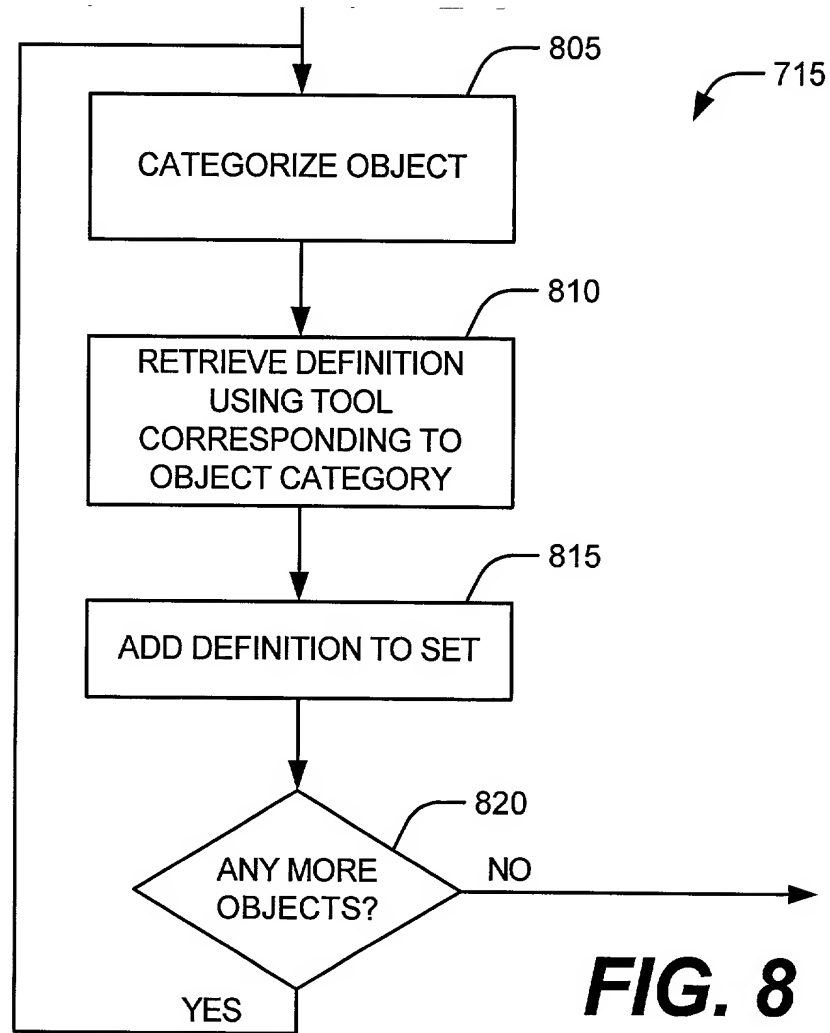 805
715
CATEGORIZE OBJECT
810
RETRIEVE DEFINITION
USING TOOL
CORRESPONDING TO
OBJECT CATEGORY
815
ADD DEFINITION TO SET
820
ANY MORE
OBJECTS?
NO
YES
FIG. 8